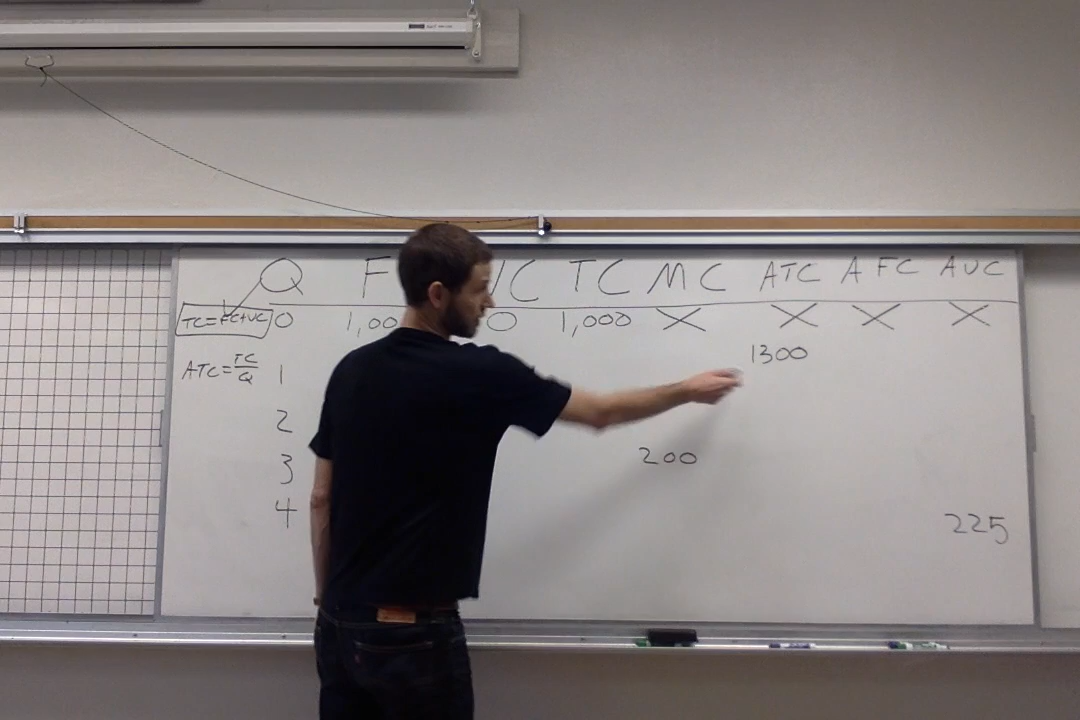 Q F VC TC MC ATC AFC AVC
TC=FC+VC 0 1,00 0 1,000 X X X X
ATC=TC/Q 1 1300
2
3 200
4 225